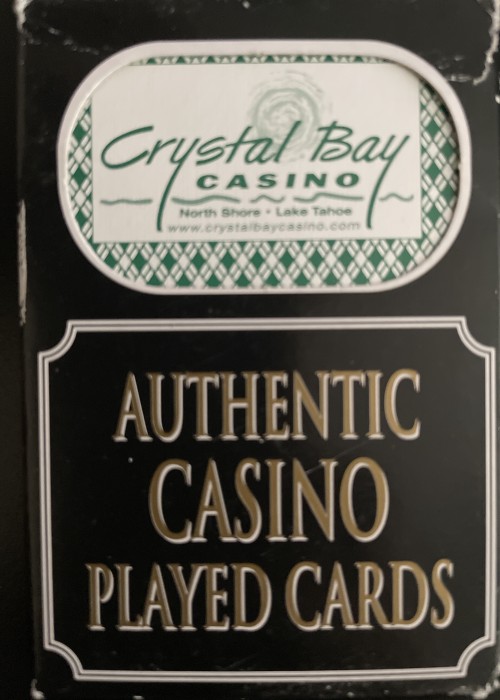 Crystal Bay
CASINO
North Shore • Lake Tahoe
www.crystalbaycasino.com
AUTHENTIC
CASINO
PLAYED CARDS